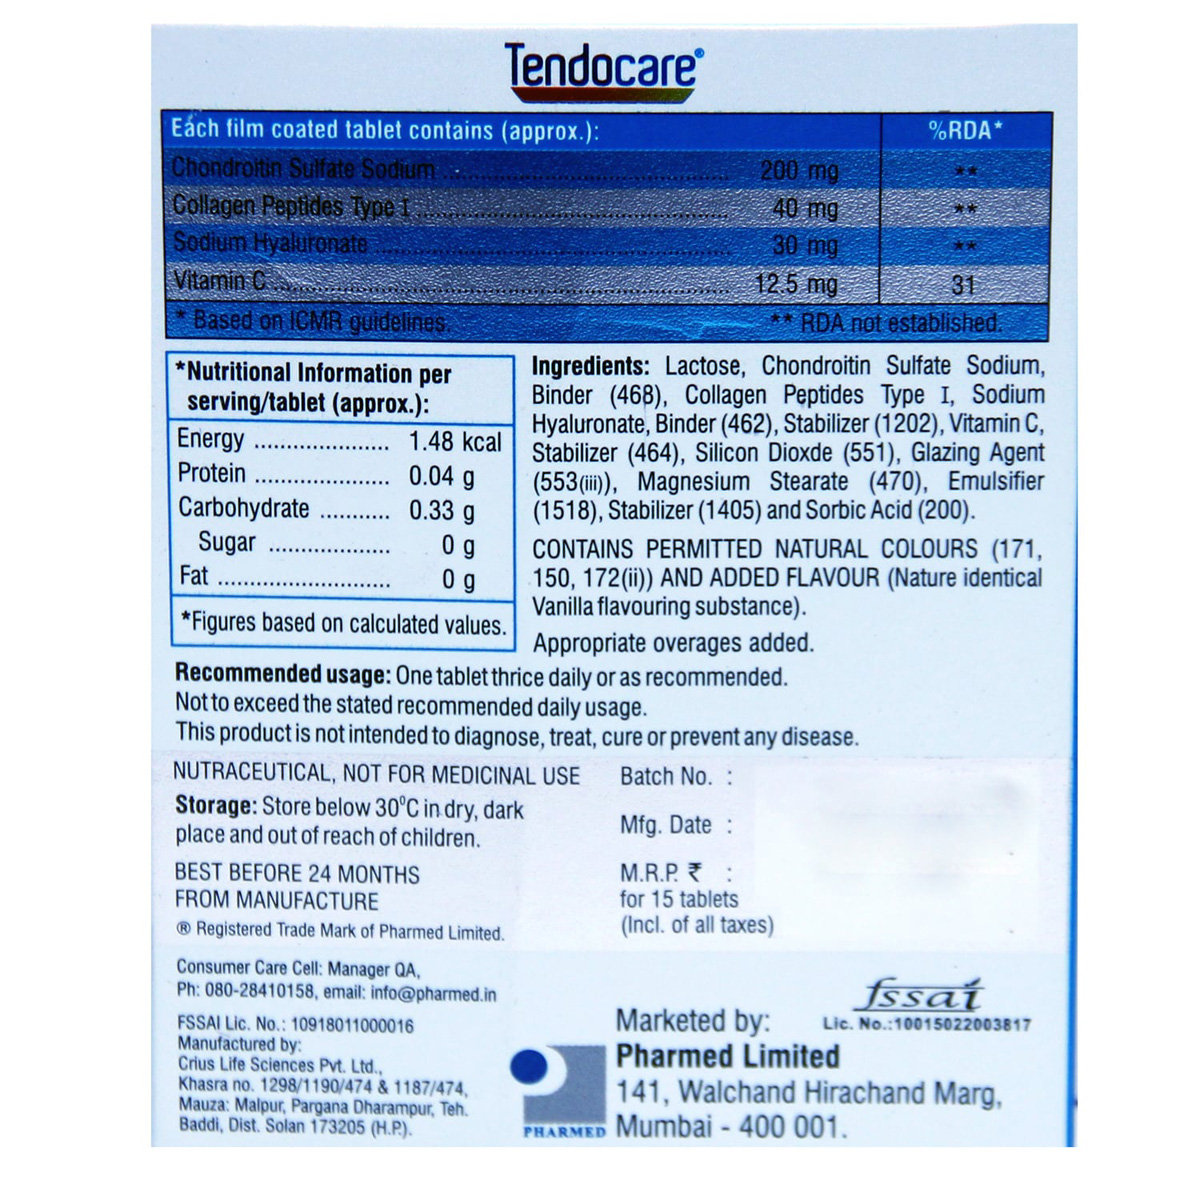 Tendocare®
Each film coated tablet contains (approx.): %RDA*
Chondroitin Sulfate Sodium ........................................ 200 mg **
Collagen Peptides Type I ............................................ 40 mg **
Sodium Hyaluronate .................................................. 30 mg **
Vitamin C ............................................................... 12.5 mg 31
* Based on ICMR guidelines. ** RDA not established.
*Nutritional Information per
serving/tablet (approx.):
Energy .................... 1.48 kcal
Protein .................... 0.04 g
Carbohydrate ........... 0.33 g
Sugar .................. 0 g
Fat .......................... 0 g
*Figures based on calculated values.
Ingredients: Lactose, Chondroitin Sulfate Sodium,
Binder (468), Collagen Peptides Type I, Sodium
Hyaluronate, Binder (462), Stabilizer (1202), Vitamin C,
Stabilizer (464), Silicon Dioxde (551), Glazing Agent
(553(iii)), Magnesium Stearate (470), Emulsifier
(1518), Stabilizer (1405) and Sorbic Acid (200).
CONTAINS PERMITTED NATURAL COLOURS (171,
150, 172(ii)) AND ADDED FLAVOUR (Nature identical
Vanilla flavouring substance).
Appropriate overages added.
Recommended usage: One tablet thrice daily or as recommended.
Not to exceed the stated recommended daily usage.
This product is not intended to diagnose, treat, cure or prevent any disease.
NUTRACEUTICAL, NOT FOR MEDICINAL USE
Storage: Store below 30°C in dry, dark
place and out of reach of children.
BEST BEFORE 24 MONTHS
FROM MANUFACTURE
® Registered Trade Mark of Pharmed Limited.
Batch No. :
Mfg. Date :
M.R.P. ₹ :
for 15 tablets
(Incl. of all taxes)
Consumer Care Cell: Manager QA,
Ph: 080-28410158, email: info@pharmed.in
FSSAI Lic. No.: 10918011000016
Manufactured by:
Crius Life Sciences Pvt. Ltd.,
Khasra no. 1298/1190/474 & 1187/474,
Mauza: Malpur, Pargana Dharampur, Teh.
Baddi, Dist. Solan 173205 (H.P.).
fssai
Lic. No.:10015022003817
Marketed by:
Pharmed Limited
141, Walchand Hirachand Marg,
Mumbai - 400 001.
PHARMED